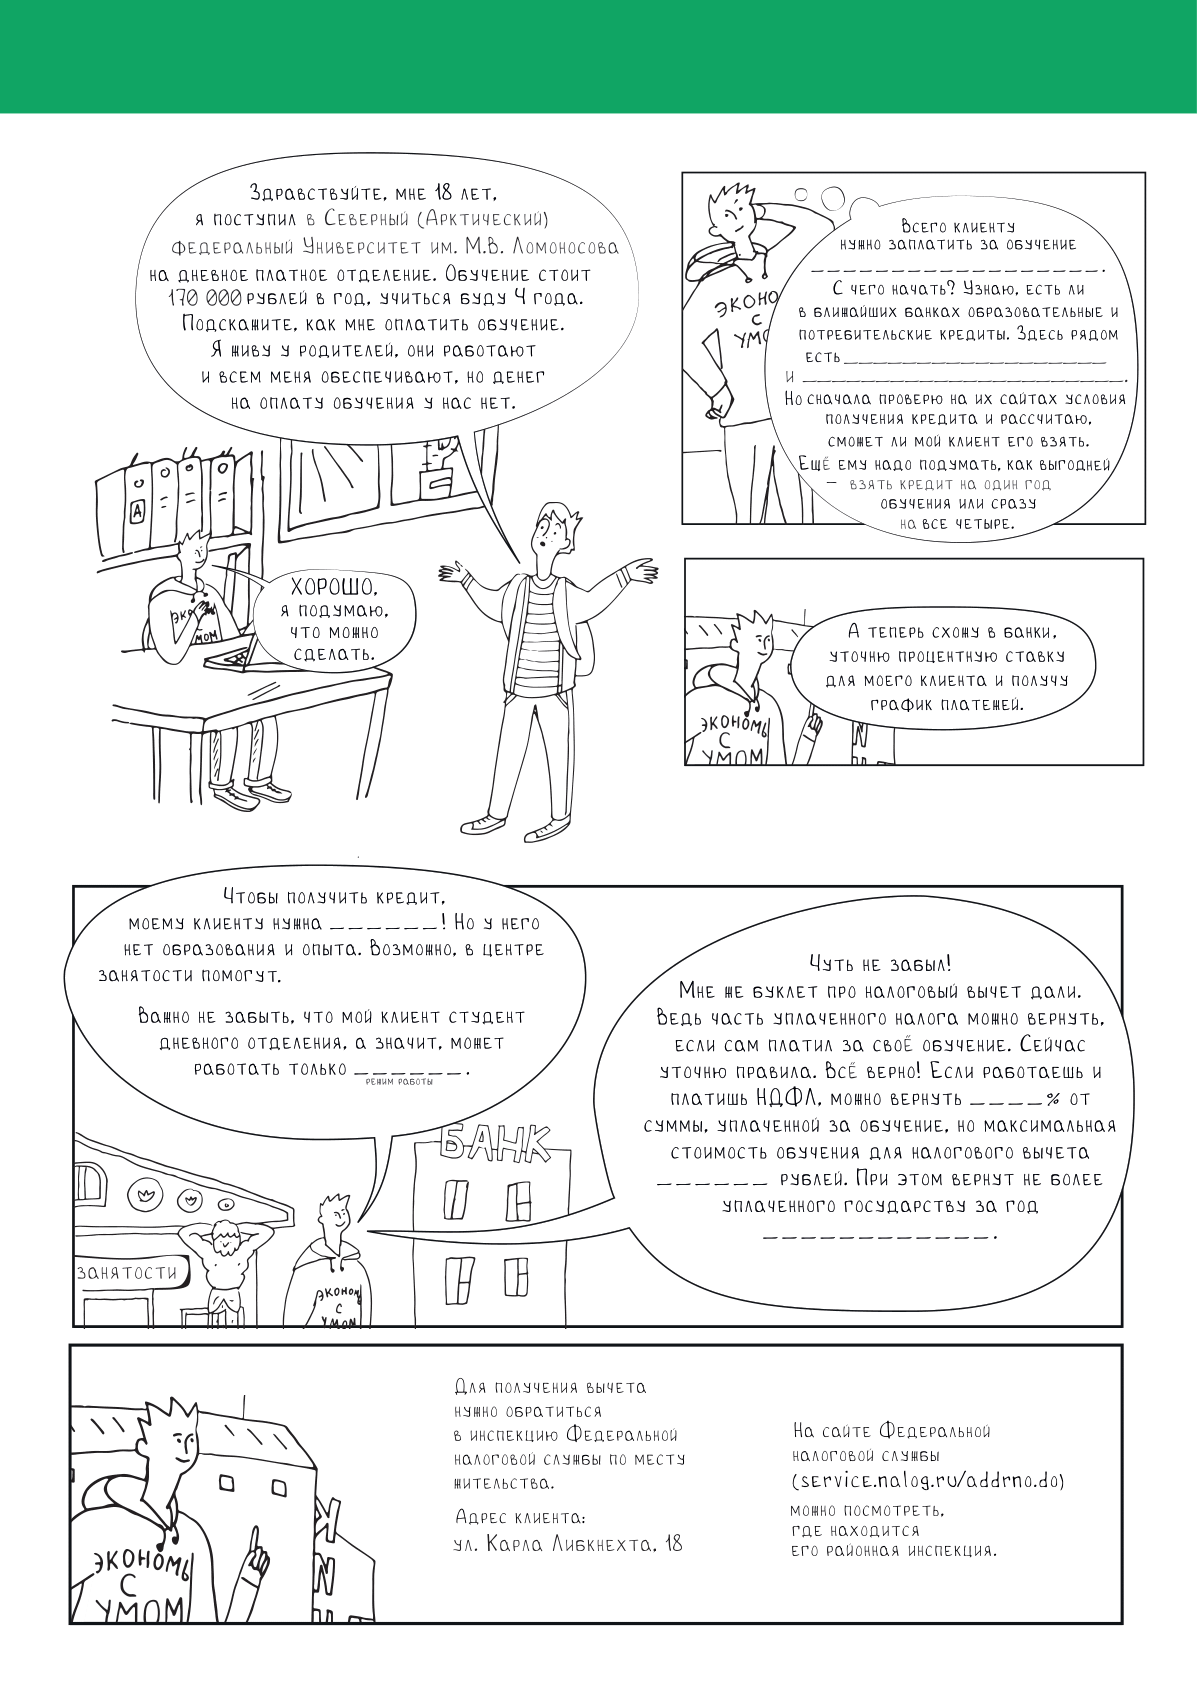 Здравствуйте, мне 18 лет,
я поступил в Северный (Арктический)
федеральный Университет им. М.В. Ломоносова
на дневное платное отделение. Обучение стоит
170 000 рублей в год, учиться буду 4 года.
Подскажите, как мне оплатить обучение.
Я живу у родителей, они работают
и всем меня обеспечивают, но денег
на оплату обучения у нас нет.
А
ЭКО
МОМ
ХОРОШО,
я подумаю,
что можно
сделать.
ЭКОНО
С
УМО
Всего клиенту
нужно заплатить за обучение
____________________.
С чего начать? Узнаю, есть ли
в ближайших банках образовательные и
потребительские кредиты. Здесь рядом
есть __________________
и ______________________.
Но сначала проверю на их сайтах условия
получения кредита и рассчитаю,
сможет ли мой клиент его взять.
Ещё ему надо подумать, как выгодней
– взять кредит на один год
обучения или сразу
на все четыре.
А теперь схожу в банки,
уточню процентную ставку
для моего клиента и получу
график платежей.
ЭКОНОМЬ
С
УМОМ
Чтобы получить кредит,
моему клиенту нужна _______! Но у него
нет образования и опыта. Возможно, в центре
занятости помогут.
Важно не забыть, что мой клиент студент
дневного отделения, а значит, может
работать только _______.
режим работы
Чуть не забыл!
Мне же буклет про налоговый вычет дали.
Ведь часть уплаченного налога можно вернуть,
если сам платил за своё обучение. Сейчас
уточню правила. Всё верно! Если работаешь и
платишь НДФЛ, можно вернуть ____% от
суммы, уплаченной за обучение, но максимальная
стоимость обучения для налогового вычета
______ рублей. При этом вернут не более
уплаченного государству за год
____________.
БАНК
ЗАНЯТОСТИ
ЭКОНОМЬ
С
УМОМ
Для получения вычета
нужно обратиться
в инспекцию Федеральной
налоговой службы по месту
жительства.
Адрес клиента:
ул. Карла Либкнехта, 18
На сайте Федеральной
налоговой службы
(service.nalog.ru/addrno.do)
можно посмотреть,
где находится
его районная инспекция.
ЭКОНОМЬ
С
УМОМ